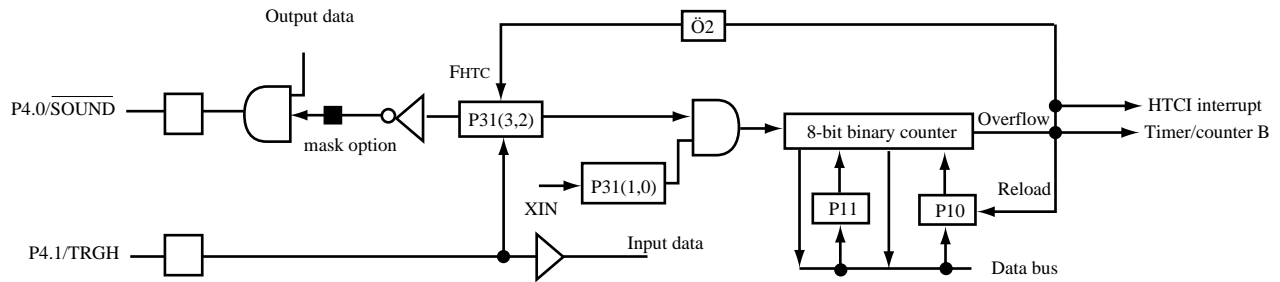 Output data
Ö2
FHTC
P4.0/SOUND
P31(3,2)
HTCI interrupt
8-bit binary counter
Overflow
Timer/counter B
mask option
P31(1,0)
XIN
P11
P10
Reload
P4.1/TRGH
Input data
Data bus